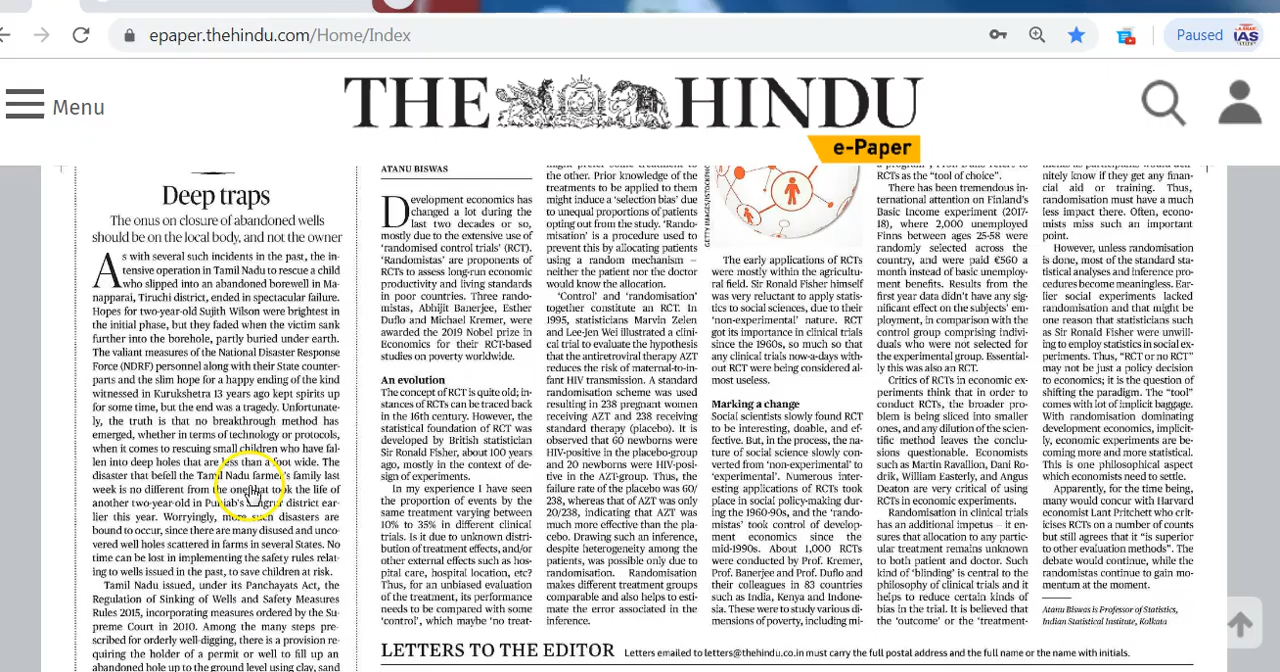 epaper.thehindu.com/Home/Index
Paused
IAS
Menu
THE HINDU
e-Paper
Deep traps
The onus on closure of abandoned wells
should be on the local body, and not the owner
As with several such incidents in the past, the in-
tensive operation in Tamil Nadu to rescue a child
who slipped into an abandoned borewell in Ma-
napparai, Tiruchi district, ended in spectacular failure.
Hopes for two-year-old Sujith Wilson were brightest in
the initial phase, but they faded when the victim sank
further into the borehole, partly buried under earth.
The valiant measures of the National Disaster Response
Force (NDRF) personnel along with their State counter-
parts and the slim hope for a happy ending of the kind
witnessed in Kurukshetra 13 years ago kept spirits up
for some time, but the end was a tragedy. Unfortunate-
ly, the truth is that no breakthrough method has
emerged, whether in terms of technology or protocols,
when it comes to rescuing small children who have fal-
len into deep holes that are less than a foot wide. The
disaster that befell the Tamil Nadu farmer's family last
week is no different from the one that took the life of
another two-year-old in Punjab's Sangrur district ear-
lier this year. Worryingly, more such disasters are
bound to occur, since there are many disused and unco-
vered well holes scattered in farms in several States. No
time can be lost in implementing the safety rules relat-
ing to wells issued in the past, to save children at risk.
Tamil Nadu issued, under its Panchayats Act, the
Regulation of Sinking of Wells and Safety Measures
Rules 2015, incorporating measures ordered by the Su-
preme Court in 2010. Among the many steps pre-
scribed for orderly well-digging, there is a provision re-
quiring the holder of a permit or well to fill up an
abandoned hole up to the ground level using clay, sand
ATANU BISWAS
Development economics has
changed a lot during the
last two decades or so,
mostly due to the extensive use of
'randomised control trials' (RCT).
'Randomistas' are proponents of
RCTs to assess long-run economic
productivity and living standards
in poor countries. Three rando-
mistas, Abhijit Banerjee, Esther
Duflo and Michael Kremer, were
awarded the 2019 Nobel prize in
Economics for their RCT-based
studies on poverty worldwide.
An evolution
The concept of RCT is quite old; in-
stances of RCTs can be traced back
in the 16th century. However, the
statistical foundation of RCT was
developed by British statistician
Sir Ronald Fisher, about 100 years
ago, mostly in the context of de-
sign of experiments.
In my experience I have seen
the proportion of events by the
same treatment varying between
10% to 35% in different clinical
trials. Is it due to unknown distri-
bution of treatment effects, and/or
other external effects such as hos-
pital care, hospital location, etc?
Thus, for an unbiased evaluation
of the treatment, its performance
needs to be compared with some
'control', which maybe 'no treat-
might prefer some treatment to
the other. Prior knowledge of the
treatments to be applied to them
might induce a 'selection bias' due
to unequal proportions of patients
opting out from the study. 'Rando-
misation' is a procedure used to
prevent this by allocating patients
using a random mechanism –
neither the patient nor the doctor
would know the allocation.
'Control' and 'randomisation'
together constitute an RCT. In
1995, statisticians Marvin Zelen
and Lee-Jen Wei illustrated a clini-
cal trial to evaluate the hypothesis
that the antiretroviral therapy AZT
reduces the risk of maternal-to-in-
fant HIV transmission. A standard
randomisation scheme was used
resulting in 238 pregnant women
receiving AZT and 238 receiving
standard therapy (placebo). It is
observed that 60 newborns were
HIV-positive in the placebo-group
and 20 newborns were HIV-posi-
tive in the AZT-group. Thus, the
failure rate of the placebo was 60/
238, whereas that of AZT was only
20/238, indicating that AZT was
much more effective than the pla-
cebo. Drawing such an inference,
despite heterogeneity among the
patients, was possible only due to
randomisation. Randomisation
makes different treatment groups
comparable and also helps to esti-
mate the error associated in the
inference.
GETTY IMAGES/ISTOCKPHO
The early applications of RCTs
were mostly within the agricultu-
ral field. Sir Ronald Fisher himself
was very reluctant to apply statis-
tics to social sciences, due to their
'non-experimental' nature. RCT
got its importance in clinical trials
since the 1960s, so much so that
any clinical trials now-a-days with-
out RCT were being considered al-
most useless.
Marking a change
Social scientists slowly found RCT
to be interesting, doable, and ef-
fective. But, in the process, the na-
ture of social science slowly con-
verted from 'non-experimental' to
'experimental'. Numerous inter-
esting applications of RCTs took
place in social policy-making dur-
ing the 1960-90s, and the 'rando-
mistas' took control of develop-
ment economics since the
mid-1990s. About 1,000 RCTs
were conducted by Prof. Kremer,
Prof. Banerjee and Prof. Duflo and
their colleagues in 83 countries
such as India, Kenya and Indone-
sia. These were to study various di-
mensions of poverty, including mi-
a program', Prof. Duflo refers to
RCTs as the "tool of choice".
There has been tremendous in-
ternational attention on Finland's
Basic Income experiment (2017-
18), where 2,000 unemployed
Finns between ages 25-58 were
randomly selected across the
country, and were paid €560 a
month instead of basic unemploy-
ment benefits. Results from the
first year data didn't have any sig-
nificant effect on the subjects' em-
ployment, in comparison with the
control group comprising indivi-
duals who were not selected for
the experimental group. Essential-
ly this was also an RCT.
Critics of RCTs in economic ex-
periments think that in order to
conduct RCTs, the broader pro-
blem is being sliced into smaller
ones, and any dilution of the scien-
tific method leaves the conclu-
sions questionable. Economists
such as Martin Ravallion, Dani Ro-
drik, William Easterly, and Angus
Deaton are very critical of using
RCTs in economic experiments.
Randomisation in clinical trials
has an additional impetus – it en-
sures that allocation to any partic-
ular treatment remains unknown
to both patient and doctor. Such
kind of 'blinding' is central to the
philosophy of clinical trials and it
helps to reduce certain kinds of
bias in the trial. It is believed that
the 'outcome' or the 'treatment-
nitely know if they get any finan-
cial aid or training. Thus,
randomisation must have a much
less impact there. Often, econo-
mists miss such an important
point.
However, unless randomisation
is done, most of the standard sta-
tistical analyses and inference pro-
cedures become meaningless. Ear-
lier social experiments lacked
randomisation and that might be
one reason that statisticians such
as Sir Ronald Fisher were unwill-
ing to employ statistics in social ex-
periments. Thus, "RCT or no RCT"
may not be just a policy decision
to economics; it is the question of
shifting the paradigm. The "tool"
comes with lot of implicit baggage.
With randomisation dominating
development economics, implicit-
ly, economic experiments are be-
coming more and more statistical.
This is one philosophical aspect
which economists need to settle.
Apparently, for the time being,
many would concur with Harvard
economist Lant Pritchett who crit-
icises RCTs on a number of counts
but still agrees that it "is superior
to other evaluation methods". The
debate would continue, while the
randomistas continue to gain mo-
mentum at the moment.
Atanu Biswas is Professor of Statistics,
Indian Statistical Institute, Kolkata
LETTERS TO THE EDITOR Letters emailed to letters@thehindu.co.in must carry the full postal address and the full name or the name with initials.